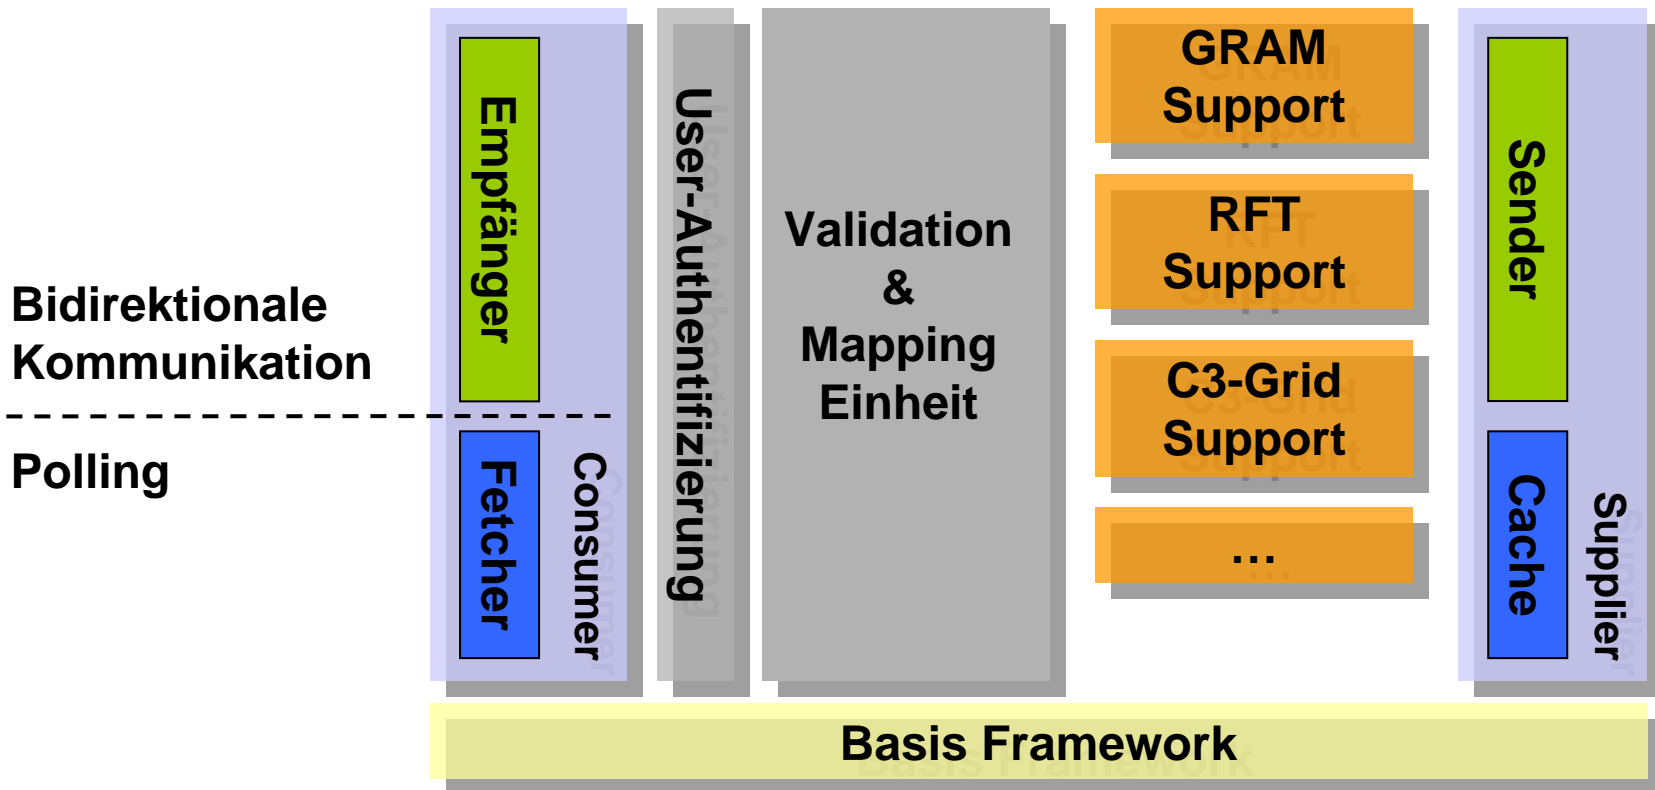 Bidirektionale
Kommunikation
Polling
Empfänger
Fetcher
Consumer
User-Authentifizierung
Validation
&
Mapping
Einheit
GRAM
Support
RFT
Support
C3-Grid
Support
...
Sender
Cache
Supplier
Basis Framework